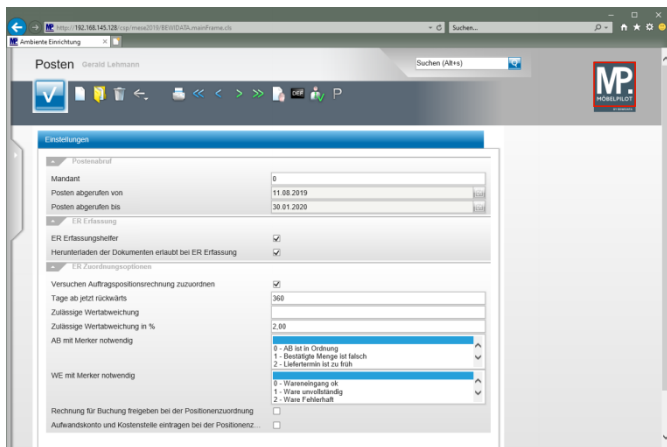 http://192.168.145.128/csp/mese2019/BEWIDATA.mainFrame.cls
Suchen...
Ambiente Einrichtung
Posten Gerald Lehmann
Suchen (Alt+s)
MP.
MÖBELPILOT
DEF
P
Einstellungen
Postenabruf
Mandant 0
Posten abgerufen von 11.08.2019
Posten abgerufen bis 30.01.2020
ER Erfassung
ER Erfassungshelfer
Herunterladen der Dokumenten erlaubt bei ER Erfassung
ER Zuordnungsoptionen
Versuchen Auftragspositionsrechnung zuzuordnen
Tage ab jetzt rückwärts 360
Zulässige Wertabweichung
Zulässige Wertabweichung in % 2,00
AB mit Merker notwendig
0 - AB ist in Ordnung
1 - Bestätigte Menge ist falsch
2 - Liefertermin ist zu früh
WE mit Merker notwendig
0 - Wareneingang ok
1 - Ware unvollständig
2 - Ware Fehlerhaft
Rechnung für Buchung freigeben bei der Positionenzuordnung
Aufwandskonto und Kostenstelle eintragen bei der Positionenz...